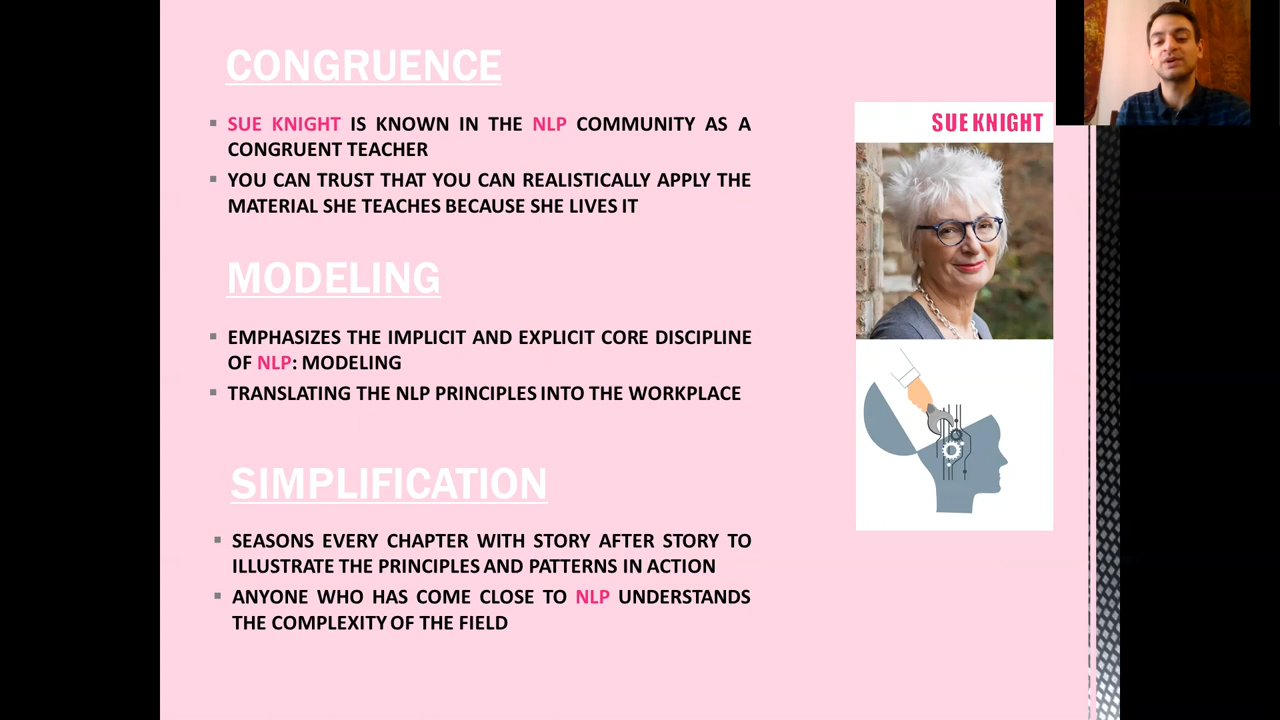 CONGRUENCE
SUE KNIGHT IS KNOWN IN THE NLP COMMUNITY AS A
CONGRUENT TEACHER
YOU CAN TRUST THAT YOU CAN REALISTICALLY APPLY THE
MATERIAL SHE TEACHES BECAUSE SHE LIVES IT
SUE KNIGHT
MODELING
EMPHASIZES THE IMPLICIT AND EXPLICIT CORE DISCIPLINE
OF NLP: MODELING
TRANSLATING THE NLP PRINCIPLES INTO THE WORKPLACE
SIMPLIFICATION
SEASONS EVERY CHAPTER WITH STORY AFTER STORY TO
ILLUSTRATE THE PRINCIPLES AND PATTERNS IN ACTION
ANYONE WHO HAS COME CLOSE TO NLP UNDERSTANDS
THE COMPLEXITY OF THE FIELD